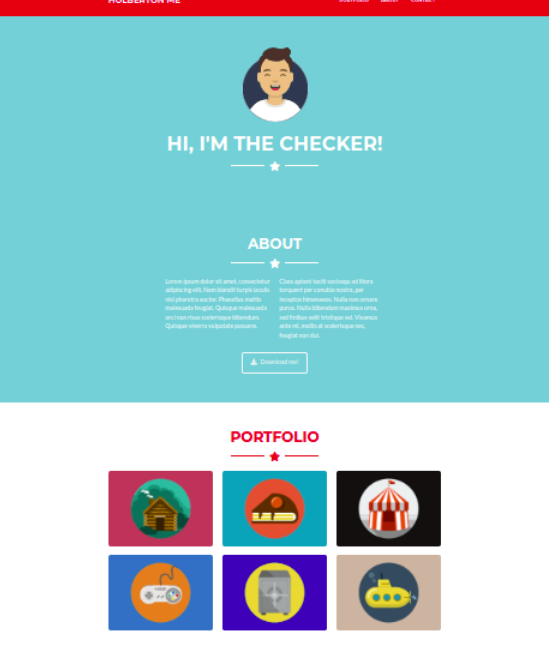 HOLBERTON ME
PORTFOLIO ABOUT CONTACT
HI, I'M THE CHECKER!
ABOUT
Lorem ipsum dolor sit amet, consectetur
adipiscing elit. Nam blandit turpis iaculis
nisl pharetra auctor. Phasellus mattis
malesuada feugiat. Quisque malesuada
orci non risus scelerisque bibendum.
Quisque viverra vulputate posuere.
Class aptent taciti sociosqu ad litora
torquent per conubia nostra, per
inceptos himenaeos. Nulla non ornare
purus. Nulla bibendum maximus urna,
sed finibus velit tristique vel. Vivamus
ante mi, mollis at scelerisque nec,
feugiat non dui.
Download me!
PORTFOLIO